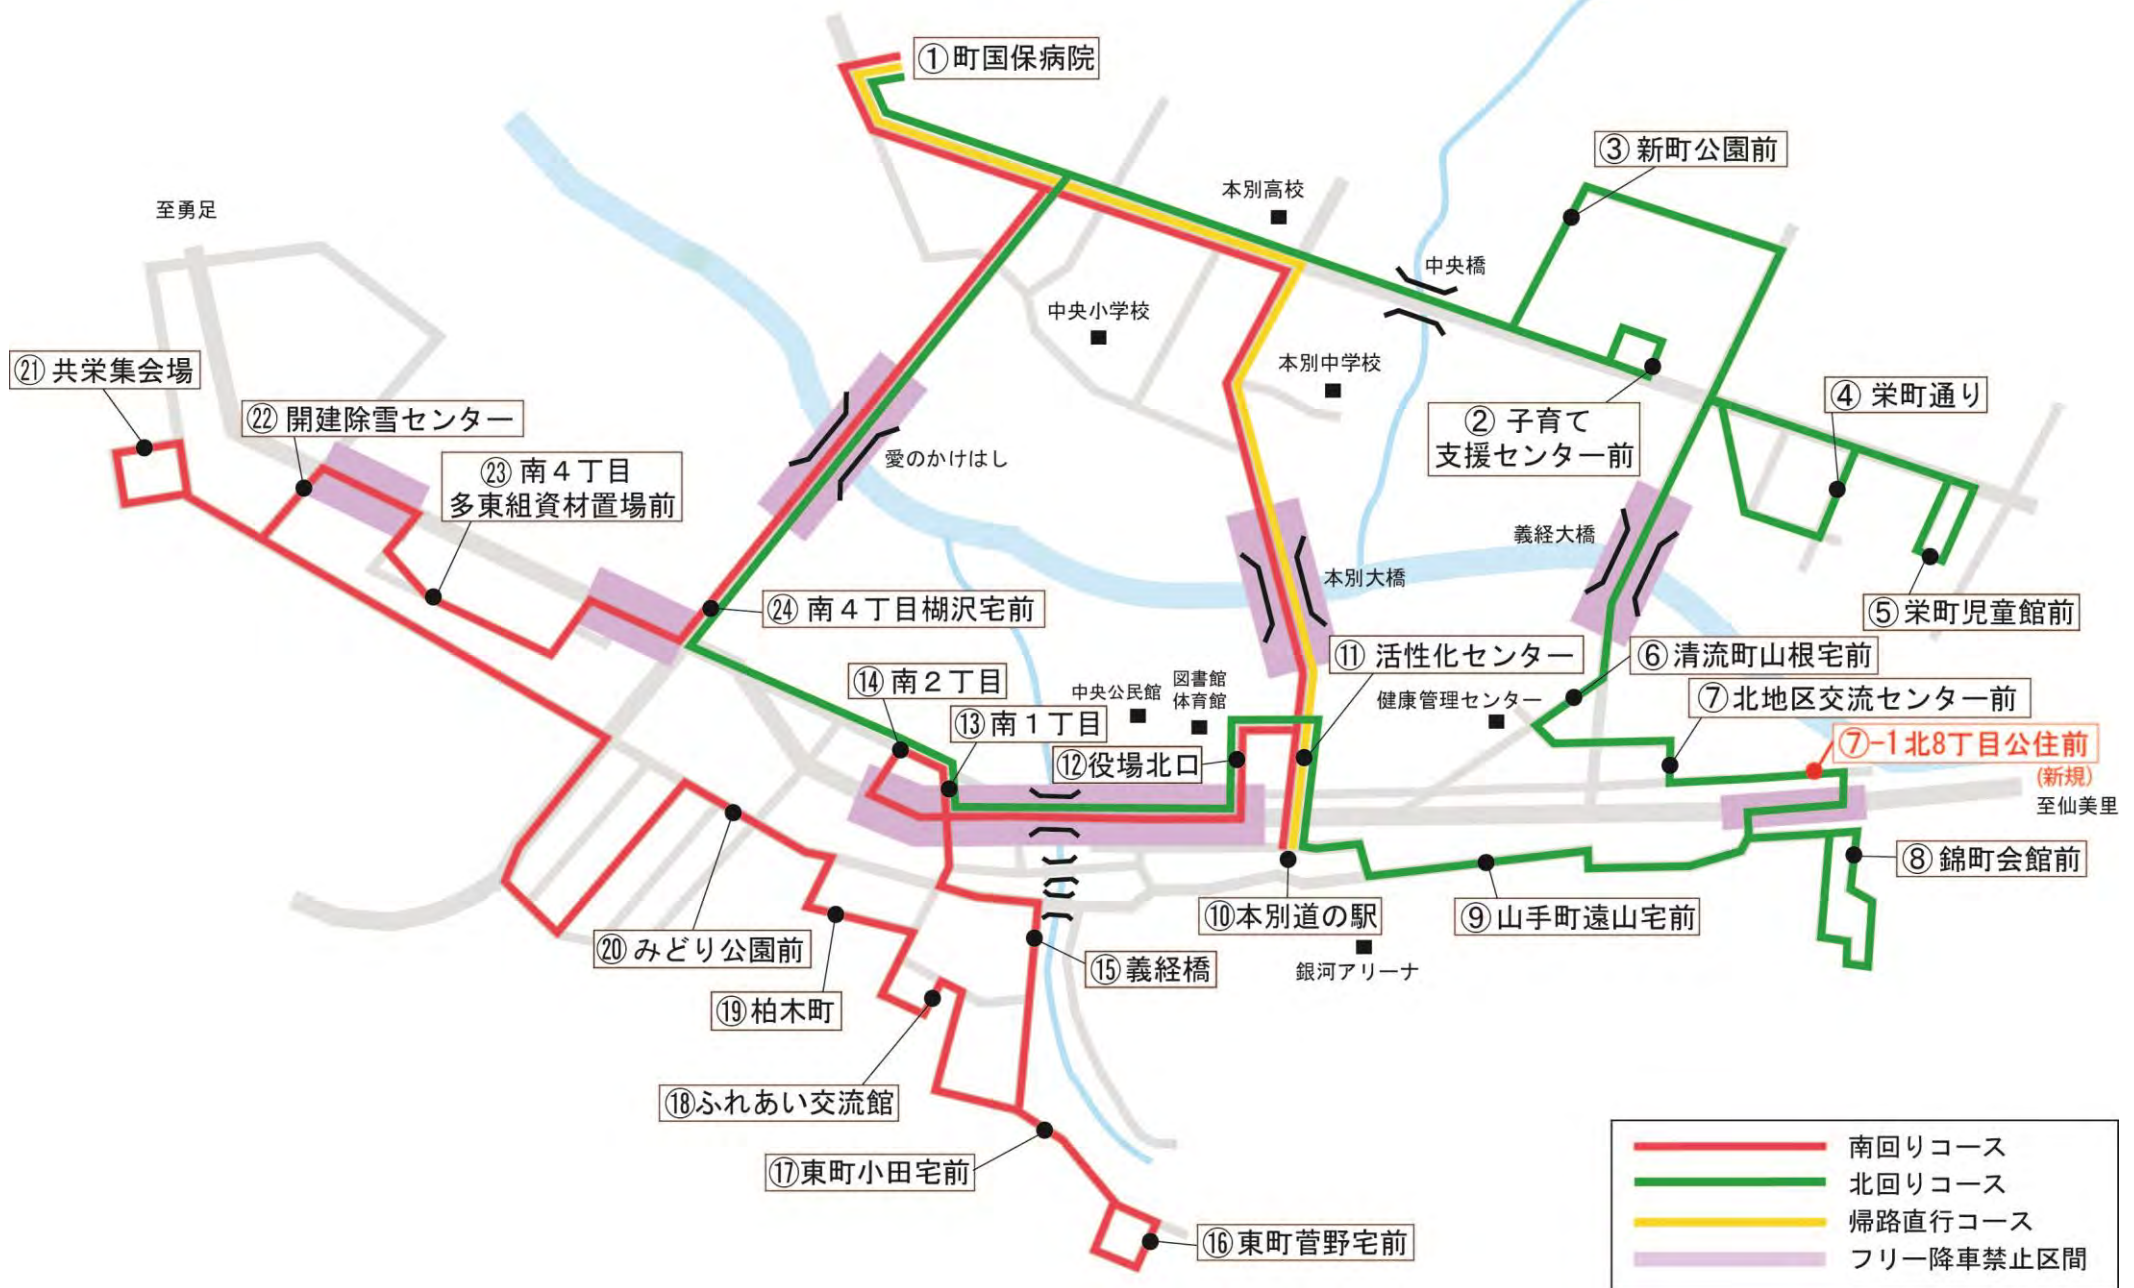 ①町国保病院
③新町公園前
本別高校
至勇足
中央橋
中央小学校
本別中学校
㉑共栄集会場
④ 栄町通り
㉒開建除雪センター
② 子育て
支援センター前
㉓南4丁目
多東組資材置場前
愛のかけはし
義経大橋
本別大橋
㉔南4丁目楜沢宅前
⑤栄町児童館前
⑪ 活性化センター
⑥清流町山根宅前
⑭南2丁目
中央公民館
図書館
体育館
健康管理センター
⑦北地区交流センター前
⑬南1丁目
⑦-1北8丁目公住前
(新規)
⑫役場北口
至仙美里
⑧錦町会館前
⑩本別道の駅
⑨山手町遠山宅前
⑳みどり公園前
⑮義経橋
銀河アリーナ
⑲柏木町
⑱ふれあい交流館
⑰東町小田宅前
⑯東町菅野宅前
南回りコース
北回りコース
帰路直行コース
フリー降車禁止区間